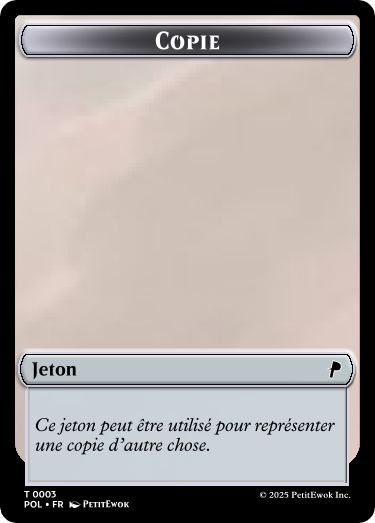 Copie
Jeton
Ce jeton peut être utilisé pour représenter
une copie d'autre chose.
T 0003
POL • FR PetitEwok
© 2025 PetitEwok Inc.